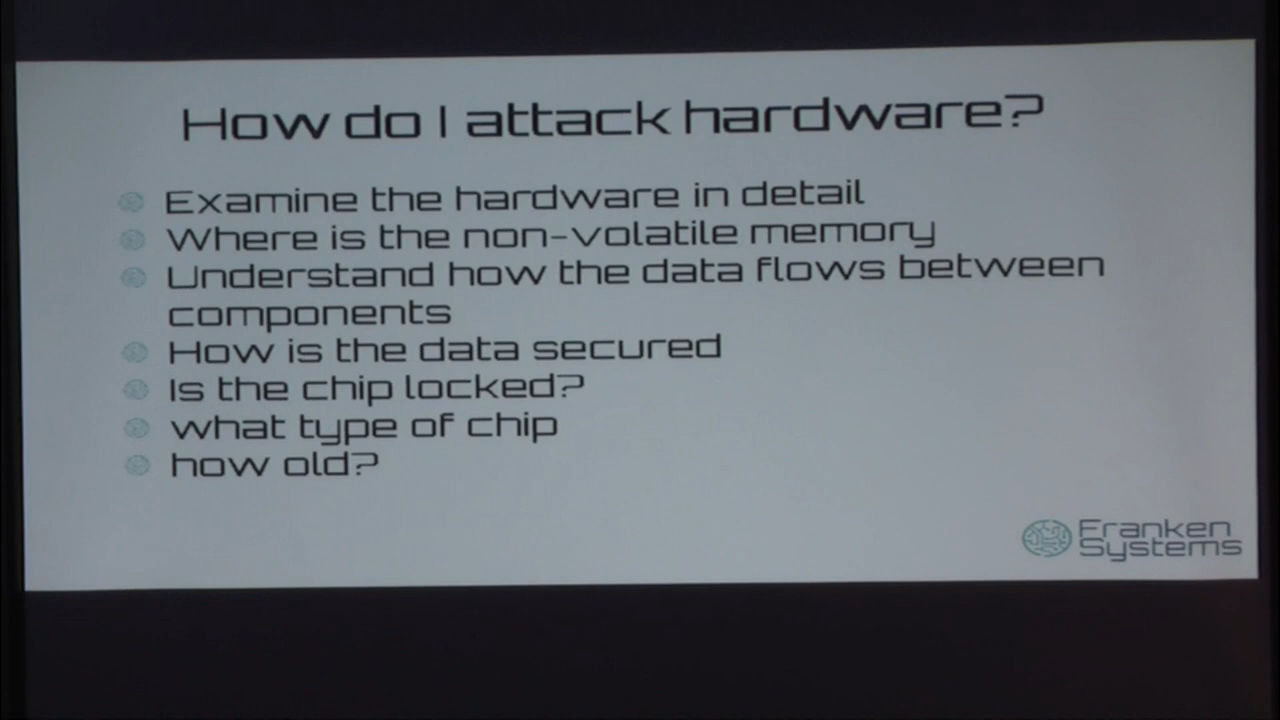 How do I attack hardware?
Examine the hardware in detail
Where is the non-volatile memory
Understand how the data flows between
components
How is the data secured
Is the chip locked?
what type of chip
how old?
Franken
Systems